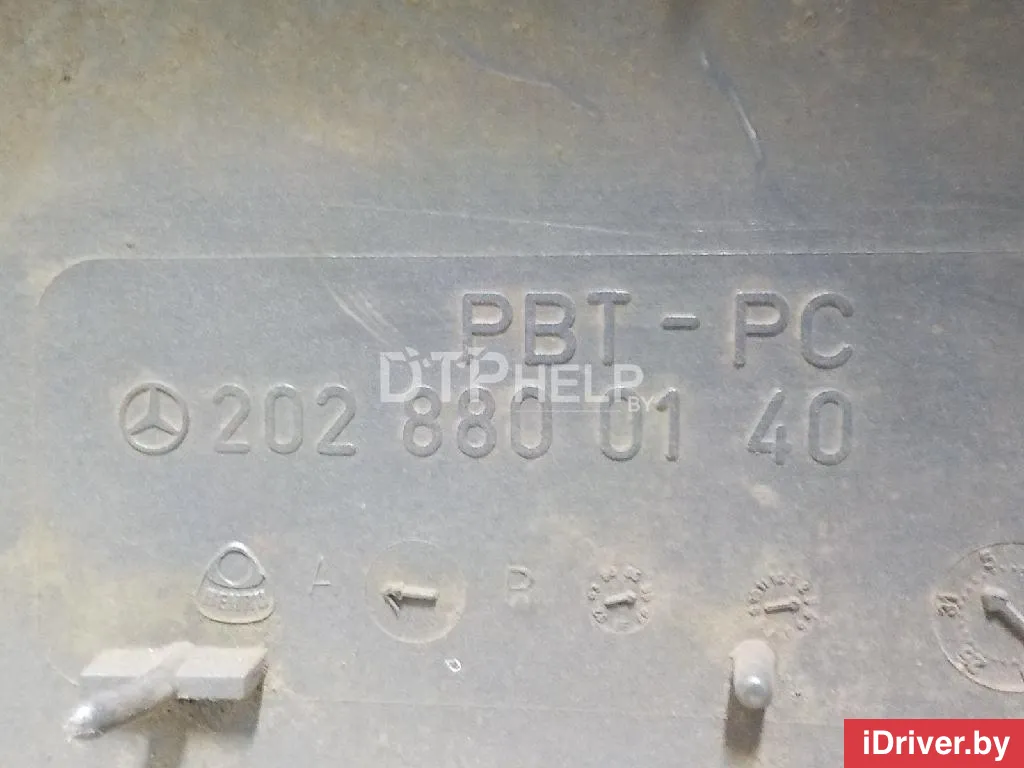 PBT - PC
DTPHELP
BY
202 880 01 40
A B
iDriver.by